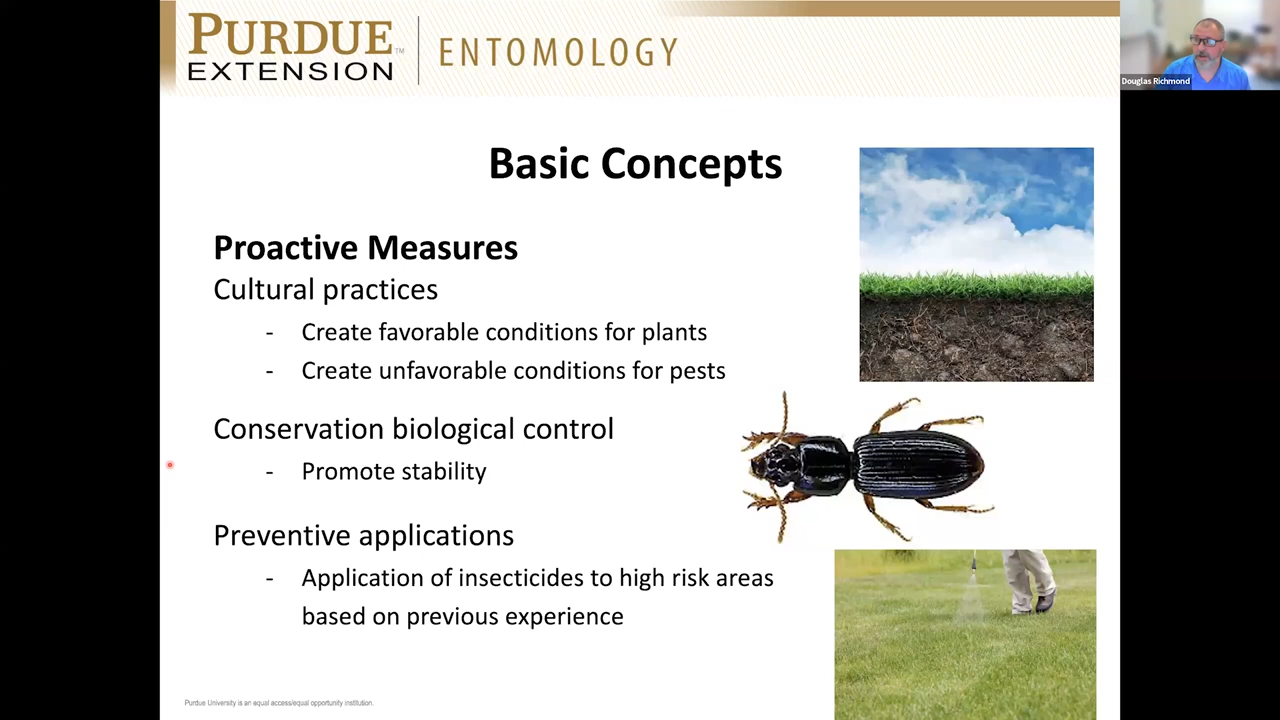 PURDUE™
EXTENSION
ENTOMOLOGY
Douglas Richmond
Basic Concepts
Proactive Measures
Cultural practices
- Create favorable conditions for plants
- Create unfavorable conditions for pests
Conservation biological control
- Promote stability
Preventive applications
- Application of insecticides to high risk areas
based on previous experience
Purdue University is an equal access/equal opportunity institution.